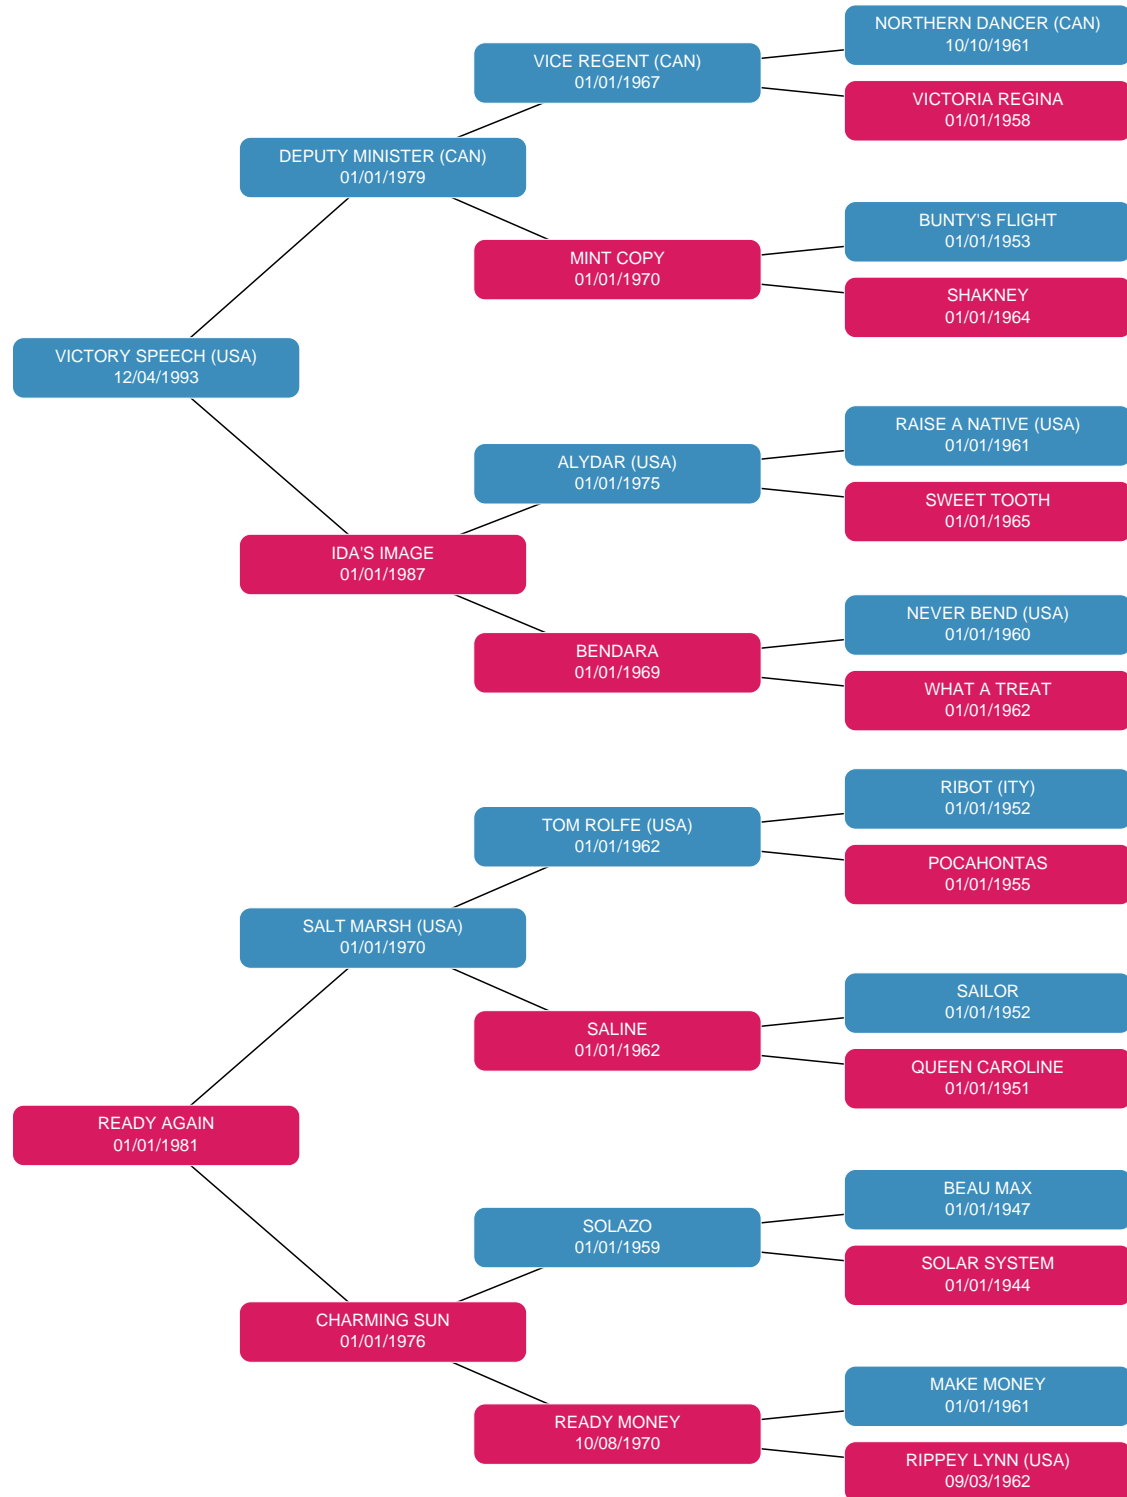 NORTHERN DANCER (CAN)
10/10/1961
VICE REGENT (CAN)
01/01/1967
VICTORIA REGINA
01/01/1958
DEPUTY MINISTER (CAN)
01/01/1979
BUNTY'S FLIGHT
01/01/1953
MINT COPY
01/01/1970
SHAKNEY
01/01/1964
VICTORY SPEECH (USA)
12/04/1993
RAISE A NATIVE (USA)
01/01/1961
ALYDAR (USA)
01/01/1975
SWEET TOOTH
01/01/1965
IDA'S IMAGE
01/01/1987
NEVER BEND (USA)
01/01/1960
BENDARA
01/01/1969
WHAT A TREAT
01/01/1962
RIBOT (ITY)
01/01/1952
TOM ROLFE (USA)
01/01/1962
POCAHONTAS
01/01/1955
SALT MARSH (USA)
01/01/1970
SAILOR
01/01/1952
SALINE
01/01/1962
QUEEN CAROLINE
01/01/1951
READY AGAIN
01/01/1981
BEAU MAX
01/01/1947
SOLAZO
01/01/1959
SOLAR SYSTEM
01/01/1944
CHARMING SUN
01/01/1976
MAKE MONEY
01/01/1961
READY MONEY
10/08/1970
RIPPEY LYNN (USA)
09/03/1962